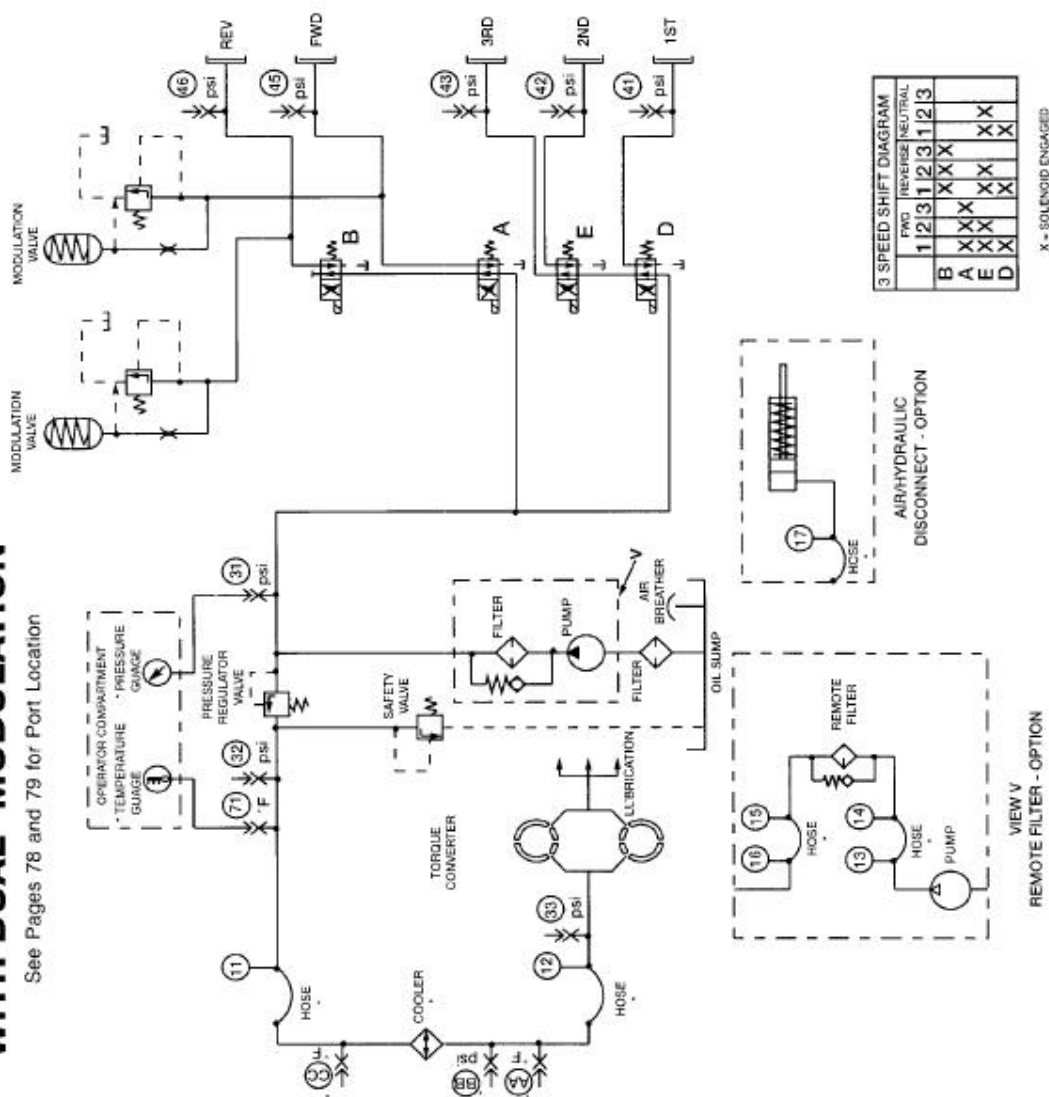 See Pages 78 and 79 for Port Location
MODULATION
VALVE
MODULATION
VALVE
REV
FWD
3RD
2ND
1ST
46
psi
45
psi
43
psi
42
psi
41
psi
B
A
E
D
OPERATOR COMPARTMENT
* TEMPERATURE
GUAGE
* PRESSURE
GUAGE
71
°F
32
psi
31
psi
PRESSURE
REGULATOR
VALVE
SAFETY
VALVE
FILTER
PUMP
V
FILTER
AIR
BREATHER
OIL SUMP
TORQUE
CONVERTER
LUBRICATION
11
HOSE
*
CC
°F
COOLER
*
BB
psi
AA
°F
HOSE
*
12
33
psi
16
15
HOSE
*
REMOTE
FILTER
13
14
HOSE
*
PUMP
VIEW V
REMOTE FILTER - OPTION
17
HOSE
*
AIR/HYDRAULIC
DISCONNECT - OPTION
3 SPEED SHIFT DIAGRAM
FWD REVERSE NEUTRAL
1 2 3 1 2 3 1 2 3
B X X X
A X X X
E X X X X X X
D X X X
X = SOLENOID ENGAGED